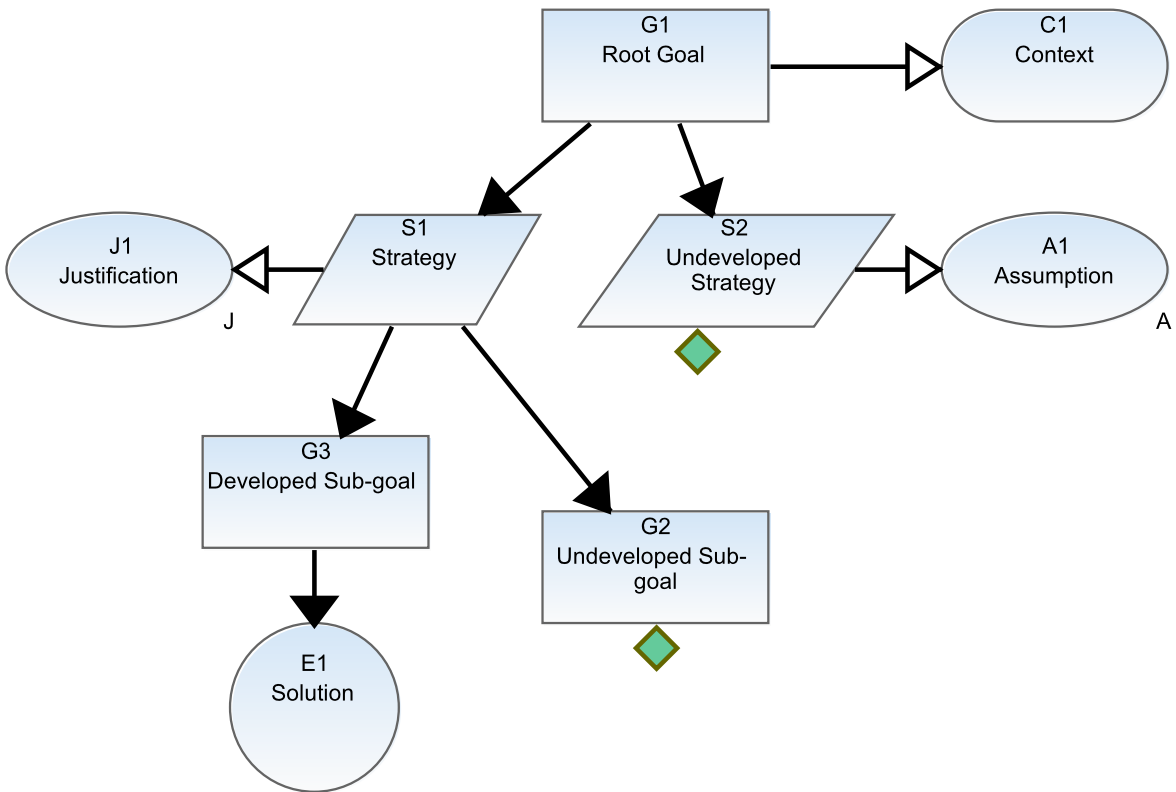 G1
Root Goal
C1
Context
J1
Justification
J
S1
Strategy
S2
Undeveloped
Strategy
A1
Assumption
A
G3
Developed Sub-goal
G2
Undeveloped Sub-
goal
E1
Solution